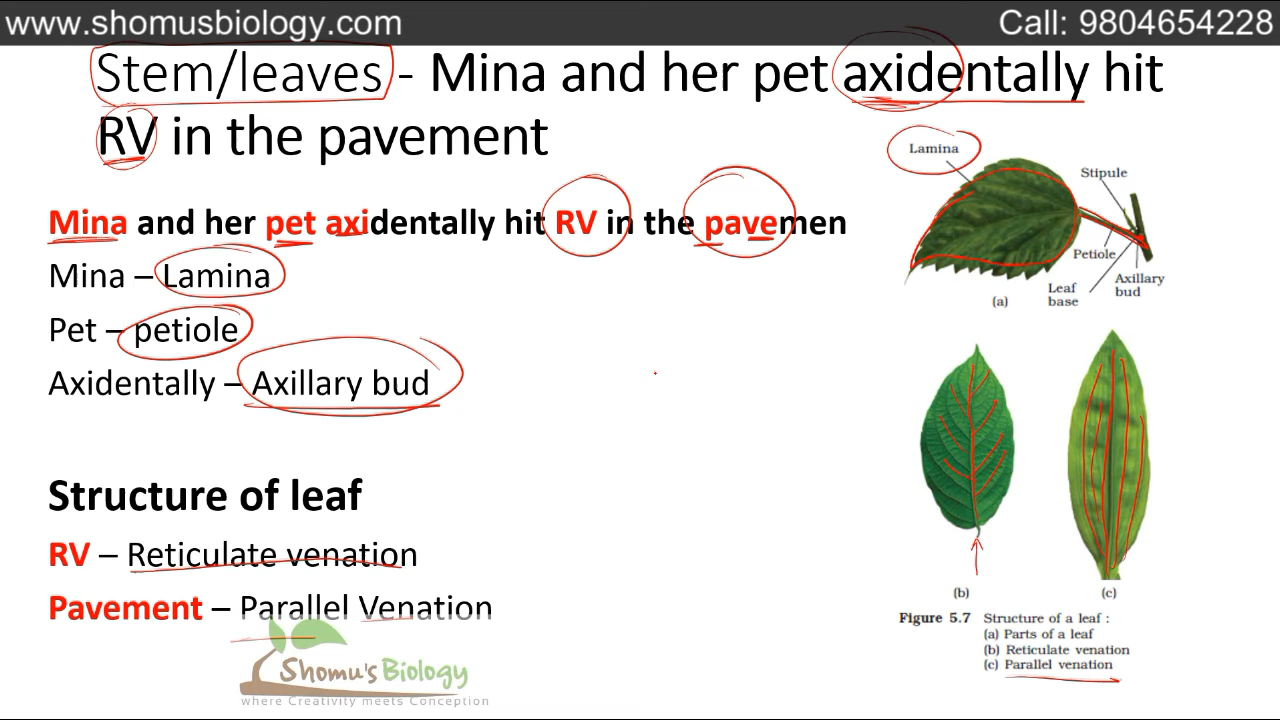 www.shomusbiology.com
Call: 9804654228
Stem/leaves - Mina and her pet axidentally hit
RV in the pavement
Mina and her pet axidentally hit RV in the pavemen
Mina – Lamina
Pet – petiole
Axidentally – Axillary bud
Structure of leaf
RV – Reticulate venation
Pavement – Parallel Venation
Shomu's Biology
where Creativity meets Conception
Lamina
Stipule
Petiole
Axillary
bud
Leaf
base
(a)
(b)
(c)
Figure 5.7 Structure of a leaf :
(a) Parts of a leaf
(b) Reticulate venation
(c) Parallel venation